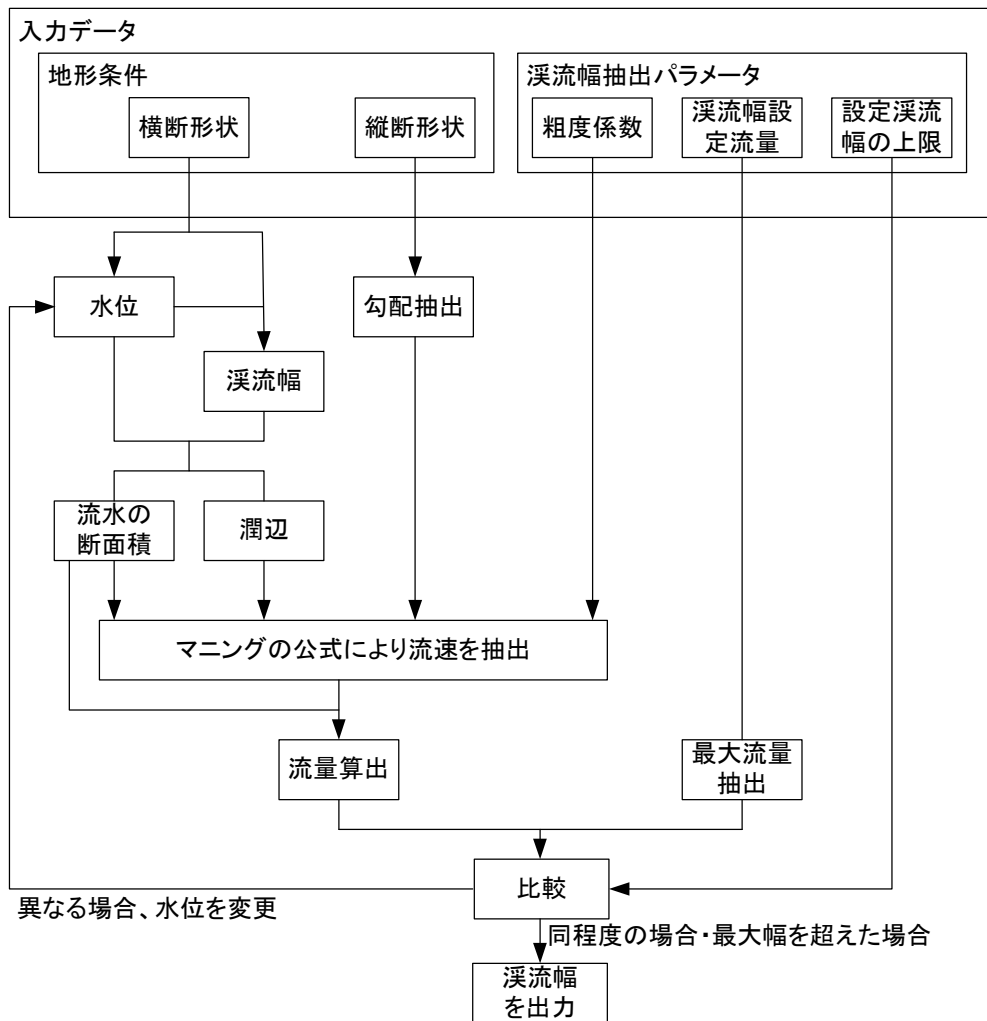 入力データ
地形条件
横断形状
縦断形状
渓流幅抽出パラメータ
粗度係数
渓流幅設
定流量
設定渓流
幅の上限
水位
勾配抽出
渓流幅
流水の
断面積
潤辺
マニングの公式により流速を抽出
流量算出
最大流量
抽出
比較
異なる場合、水位を変更
同程度の場合・最大幅を超えた場合
渓流幅
を出力